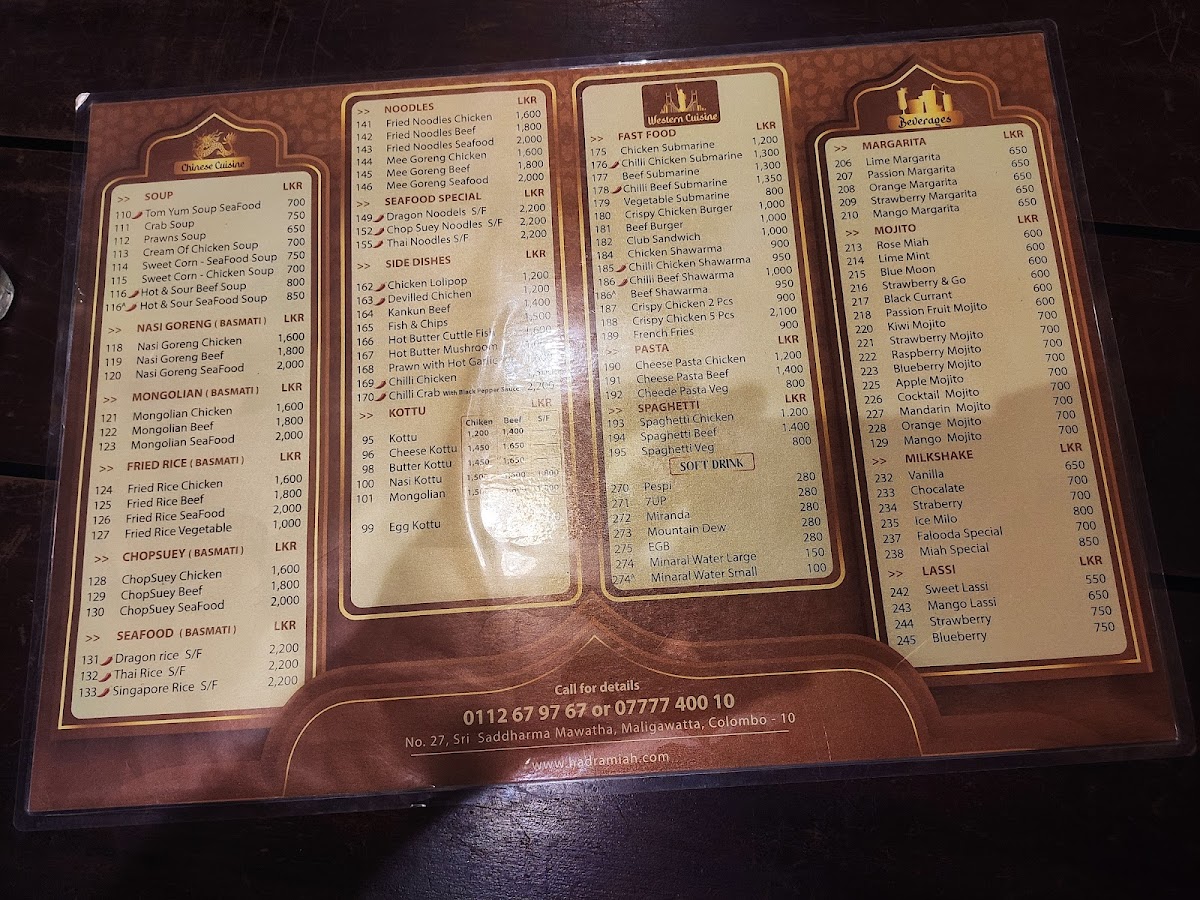 Chinese Cuisine
>> SOUP LKR
110 Tom Yum Soup SeaFood 700
111 Crab Soup 750
112 Prawns Soup 650
113 Cream Of Chicken Soup 700
114 Sweet Corn - SeaFood Soup 750
115 Sweet Corn - Chicken Soup 700
116 Hot & Sour Beef Soup 800
116^ Hot & Sour SeaFood Soup 850
>> NASI GORENG ( BASMATI ) LKR
118 Nasi Goreng Chicken 1,600
119 Nasi Goreng Beef 1,800
120 Nasi Goreng SeaFood 2,000
>> MONGOLIAN (BASMATI) LKR
121 Mongolian Chicken 1,600
122 Mongolian Beef 1,800
123 Mongolian SeaFood 2,000
>> FRIED RICE ( BASMATI ) LKR
124 Fried Rice Chicken 1,600
125 Fried Rice Beef 1,800
126 Fried Rice SeaFood 2,000
127 Fried Rice Vegetable 1,000
>> CHOPSUEY ( BASMATI ) LKR
128 ChopSuey Chicken 1,600
129 ChopSuey Beef 1,800
130 ChopSuey SeaFood 2,000
>> SEAFOOD ( BASMATI ) LKR
131 Dragon rice S/F 2,200
132 Thai Rice S/F 2,200
133 Singapore Rice S/F 2,200
>> NOODLES LKR
141 Fried Noodles Chicken 1,600
142 Fried Noodles Beef 1,800
143 Fried Noodles Seafood 2,000
144 Mee Goreng Chicken 1,600
145 Mee Goreng Beef 1,800
146 Mee Goreng Seafood 2,000
>> SEAFOOD SPECIAL LKR
149 Dragon Noodels S/F 2,200
152 Chop Suey Noodles S/F 2,200
155 Thai Noodles S/F 2,200
>> SIDE DISHES LKR
162 Chicken Lolipop 1,200
163 Devilled Chichen 1,200
164 Kankun Beef 1,400
165 Fish & Chips 1,500
166 Hot Butter Cuttle Fish 1,600
167 Hot Butter Mushroom
168 Prawn with Hot Garlic
169 Chilli Chicken
170 Chilli Crab with Black Pepper Sauce 2,200
>> KOTTU LKR
Chiken Beef S/F
95 Kottu 1,200 1,400
96 Cheese Kottu 1,450 1,650
98 Butter Kottu 1,450 1,650
100 Nasi Kottu
101 Mongolian
99 Egg Kottu
Western Cuisine
>> FAST FOOD LKR
175 Chicken Submarine 1,200
176 Chilli Chicken Submarine 1,300
177 Beef Submarine 1,300
178 Chilli Beef Submarine 1,350
179 Vegetable Submarine 800
180 Crispy Chicken Burger 1,000
181 Beef Burger 1,000
182 Club Sandwich 1,000
184 Chicken Shawarma 900
185 Chilli Chicken Shawarma 950
186 Chilli Beef Shawarma 1,000
186^ Beef Shawarma 950
187 Crispy Chicken 2 Pcs 900
188 Crispy Chicken 5 Pcs 2,100
189 French Fries 900
>> PASTA LKR
190 Cheese Pasta Chicken 1,200
191 Cheese Pasta Beef 1,400
192 Cheede Pasta Veg 800
>> SPAGHETTI LKR
193 Spaghetti Chicken 1.200
194 Spaghetti Beef 1,400
195 Spaghetti Veg 800
SOFT DRINK
270 Pespi 280
271 7UP 280
272 Miranda 280
273 Mountain Dew 280
275 EGB 280
274 Minaral Water Large 150
274^ Minaral Water Small 100
Beverages
>> MARGARITA LKR
206 Lime Margarita 650
207 Passion Margarita 650
208 Orange Margarita 650
209 Strawberry Margarita 650
210 Mango Margarita 650
>> MOJITO LKR
213 Rose Miah 600
214 Lime Mint 600
215 Blue Moon 600
216 Strawberry & Go 600
217 Black Currant 600
218 Passion Fruit Mojito 600
220 Kiwi Mojito 700
221 Strawberry Mojito 700
222 Raspberry Mojito 700
223 Blueberry Mojito 700
225 Apple Mojito 700
226 Cocktail Mojito 700
227 Mandarin Mojito 700
228 Orange Mojito 700
129 Mango Mojito 700
>> MILKSHAKE LKR
232 Vanilla 650
233 Chocalate 700
234 Straberry 700
235 Ice Milo 800
237 Falooda Special 700
238 Miah Special 850
>> LASSI LKR
242 Sweet Lassi 550
243 Mango Lassi 650
244 Strawberry 750
245 Blueberry 750
Call for details
0112 67 97 67 or 07777 400 10
No. 27, Sri Saddharma Mawatha, Maligawatta, Colombo - 10
www.hadramiah.com